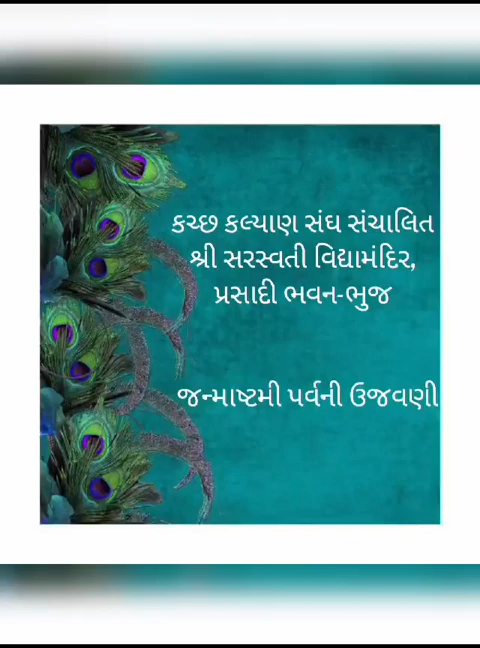 કચ્છ કલ્યાણ સંઘ સંચાલિત
શ્રી સરસ્વતી વિદ્યામંદિર,
પ્રસાદી ભવન-ભુજ
જન્માષ્ટમી પર્વની ઉજવણી